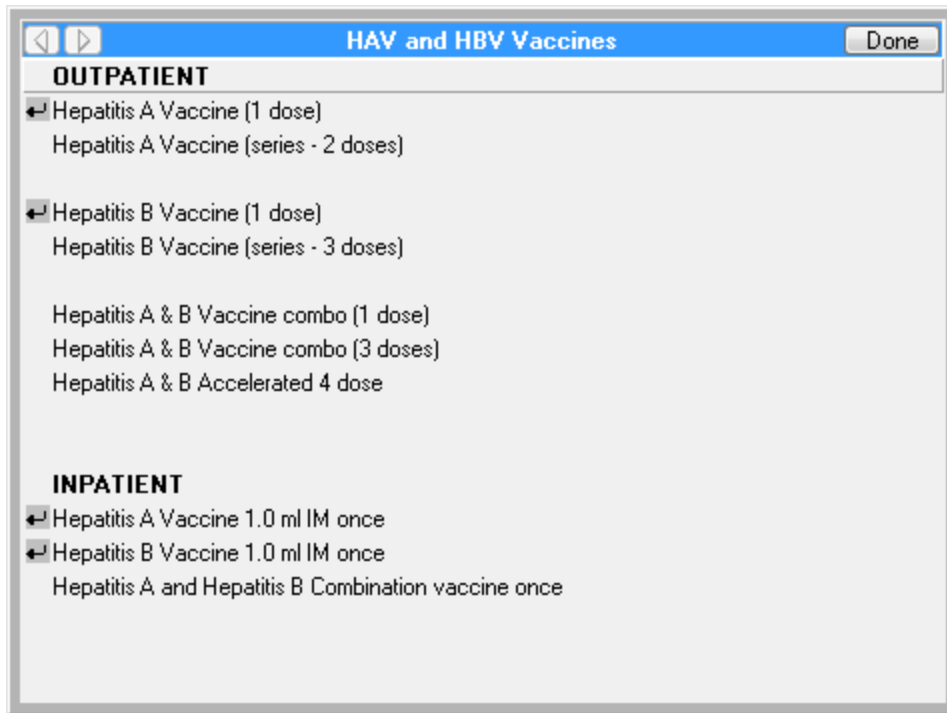 HAV and HBV Vaccines Done
OUTPATIENT
Hepatitis A Vaccine (1 dose)
Hepatitis A Vaccine (series - 2 doses)
Hepatitis B Vaccine (1 dose)
Hepatitis B Vaccine (series - 3 doses)
Hepatitis A & B Vaccine combo (1 dose)
Hepatitis A & B Vaccine combo (3 doses)
Hepatitis A & B Accelerated 4 dose
INPATIENT
Hepatitis A Vaccine 1.0 ml IM once
Hepatitis B Vaccine 1.0 ml IM once
Hepatitis A and Hepatitis B Combination vaccine once